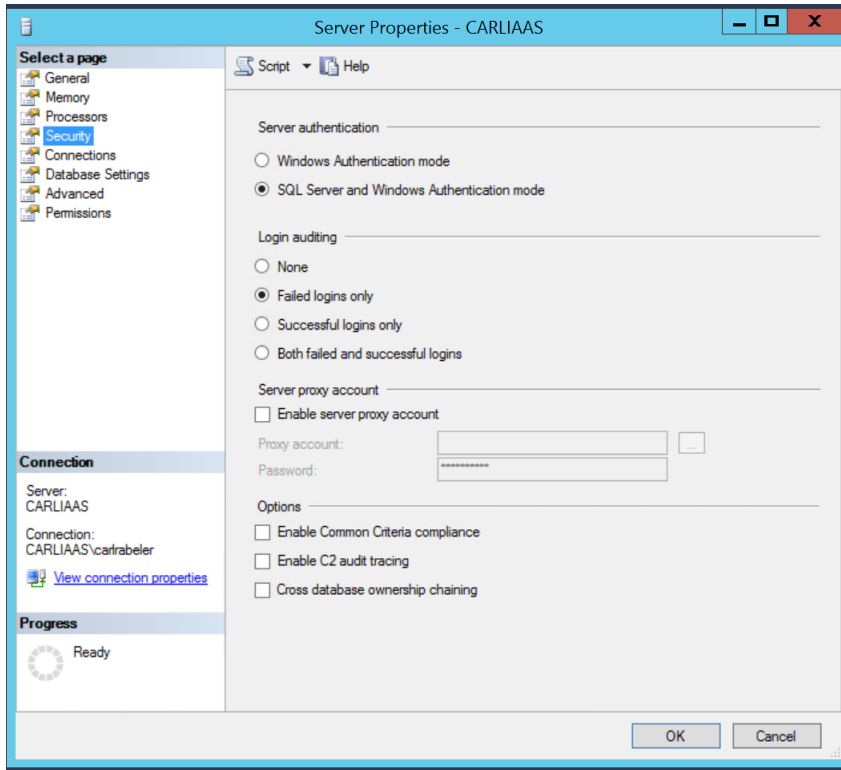 Server Properties - CARLIAAS
Select a page
General
Memory
Processors
Security
Connections
Database Settings
Advanced
Permissions
Script
Help
Server authentication
Windows Authentication mode
SQL Server and Windows Authentication mode
Login auditing
None
Failed logins only
Successful logins only
Both failed and successful logins
Server proxy account
Enable server proxy account
Proxy account:
...
Password:
**********
Options
Enable Common Criteria compliance
Enable C2 audit tracing
Cross database ownership chaining
Connection
Server:
CARLIAAS
Connection:
CARLIAAS\carlrabeler
View connection properties
Progress
Ready
OK
Cancel